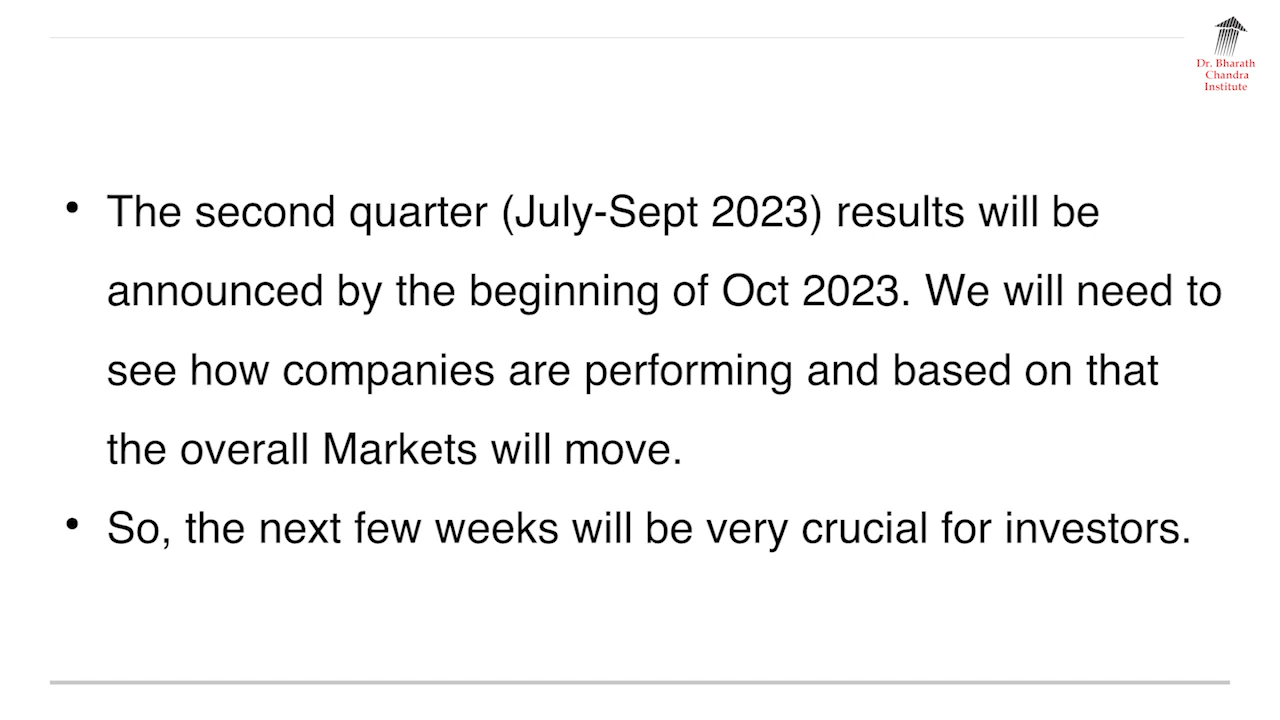 Dr. Bharath
Chandra
Institute
• The second quarter (July-Sept 2023) results will be
announced by the beginning of Oct 2023. We will need to
see how companies are performing and based on that
the overall Markets will move.
• So, the next few weeks will be very crucial for investors.